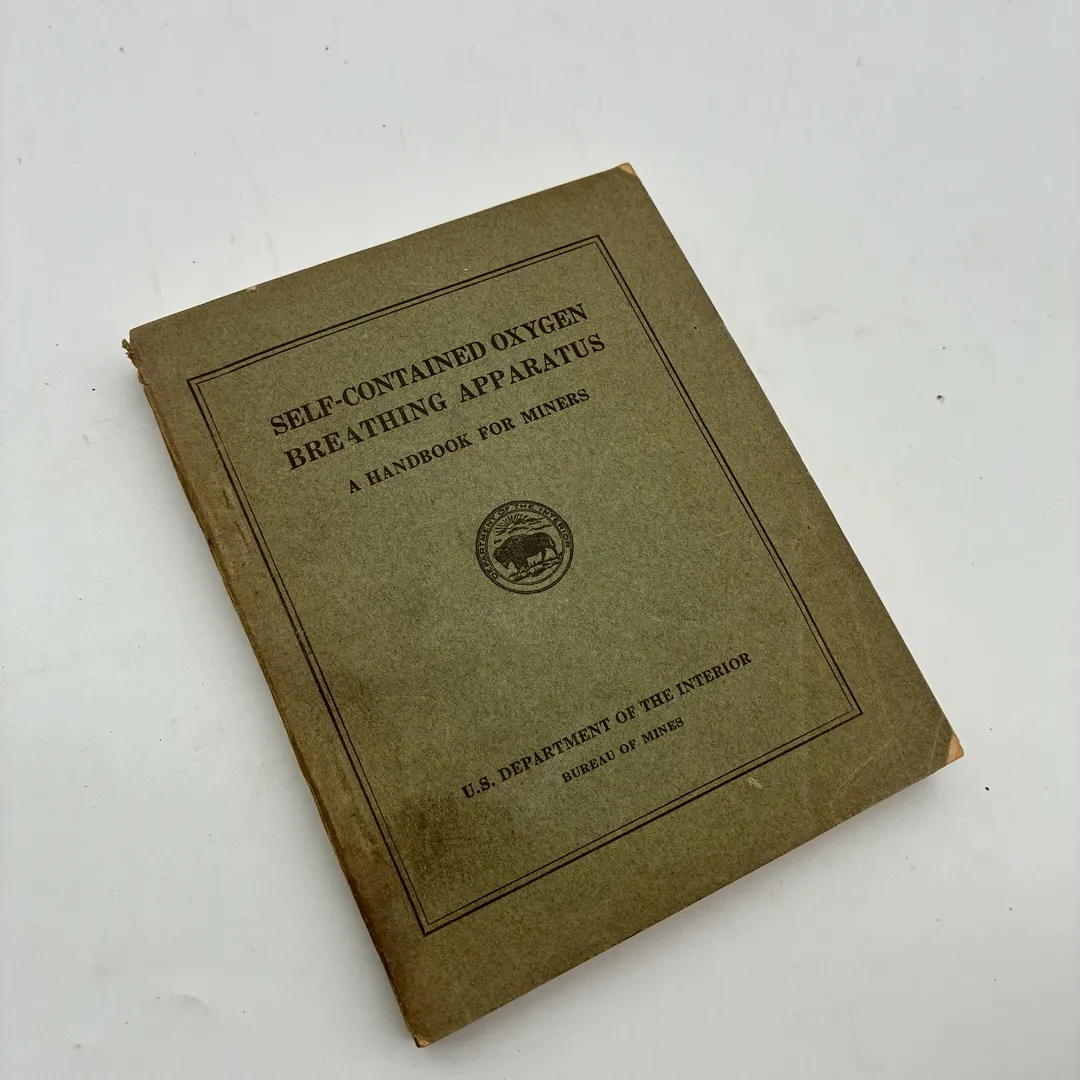 SELF-CONTAINED OXYGEN
BREATHING APPARATUS
A HANDBOOK FOR MINERS
DEPARTMENT OF THE INTERIOR
U.S. DEPARTMENT OF THE INTERIOR
BUREAU OF MINES